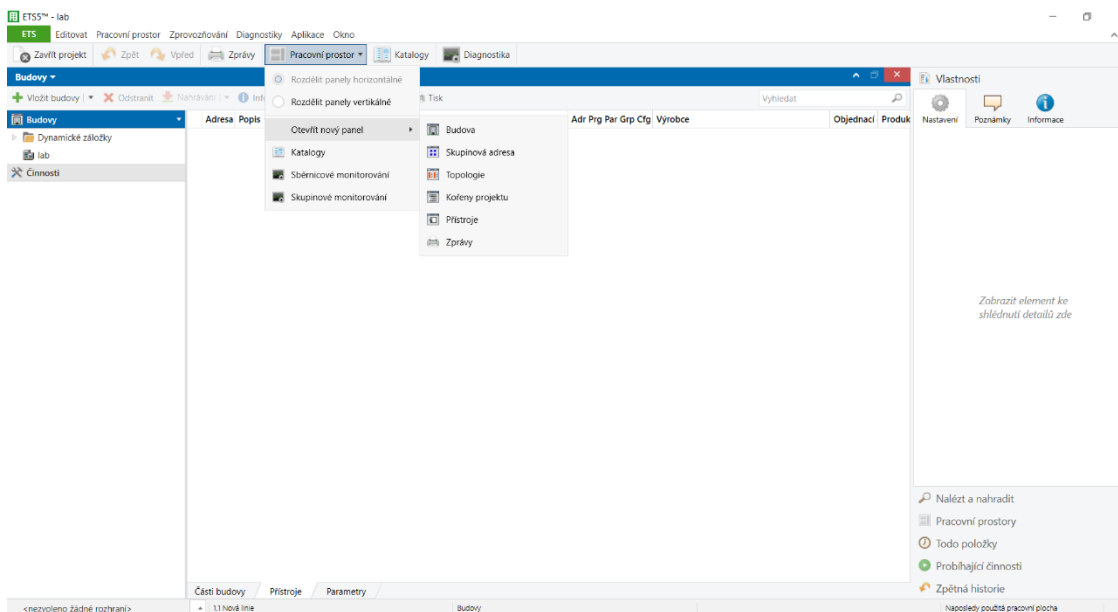 ETS5™ - lab
ETS Editovat Pracovní prostor Zprovozňování Diagnostiky Aplikace Okno
Zavřít projekt Zpět Vpřed Zprávy Pracovní prostor Katalogy Diagnostika
Budovy
Vložit budovy Odstranit Nahrávání Tisk Vyhledat
Budovy
Dynamické záložky
lab
Činnosti
Adresa Popis Adr Prg Par Grp Cfg Výrobce Objednací Produk
Rozdělit panely horizontálně
Rozdělit panely vertikálně
Otevřít nový panel
Katalogy
Sběrnicové monitorování
Skupinové monitorování
Budova
Skupinová adresa
Topologie
Kořeny projektu
Přístroje
Zprávy
Vlastnosti
Nastavení Poznámky Informace
Zobrazit element ke
shlédnutí detailů zde
Nalézt a nahradit
Pracovní prostory
Todo položky
Probíhající činnosti
Zpětná historie
Části budovy Přístroje Parametry
<nezvoleno žádné rozhraní> 1.1 Nová linie Budovy Naposledy použitá pracovní plocha